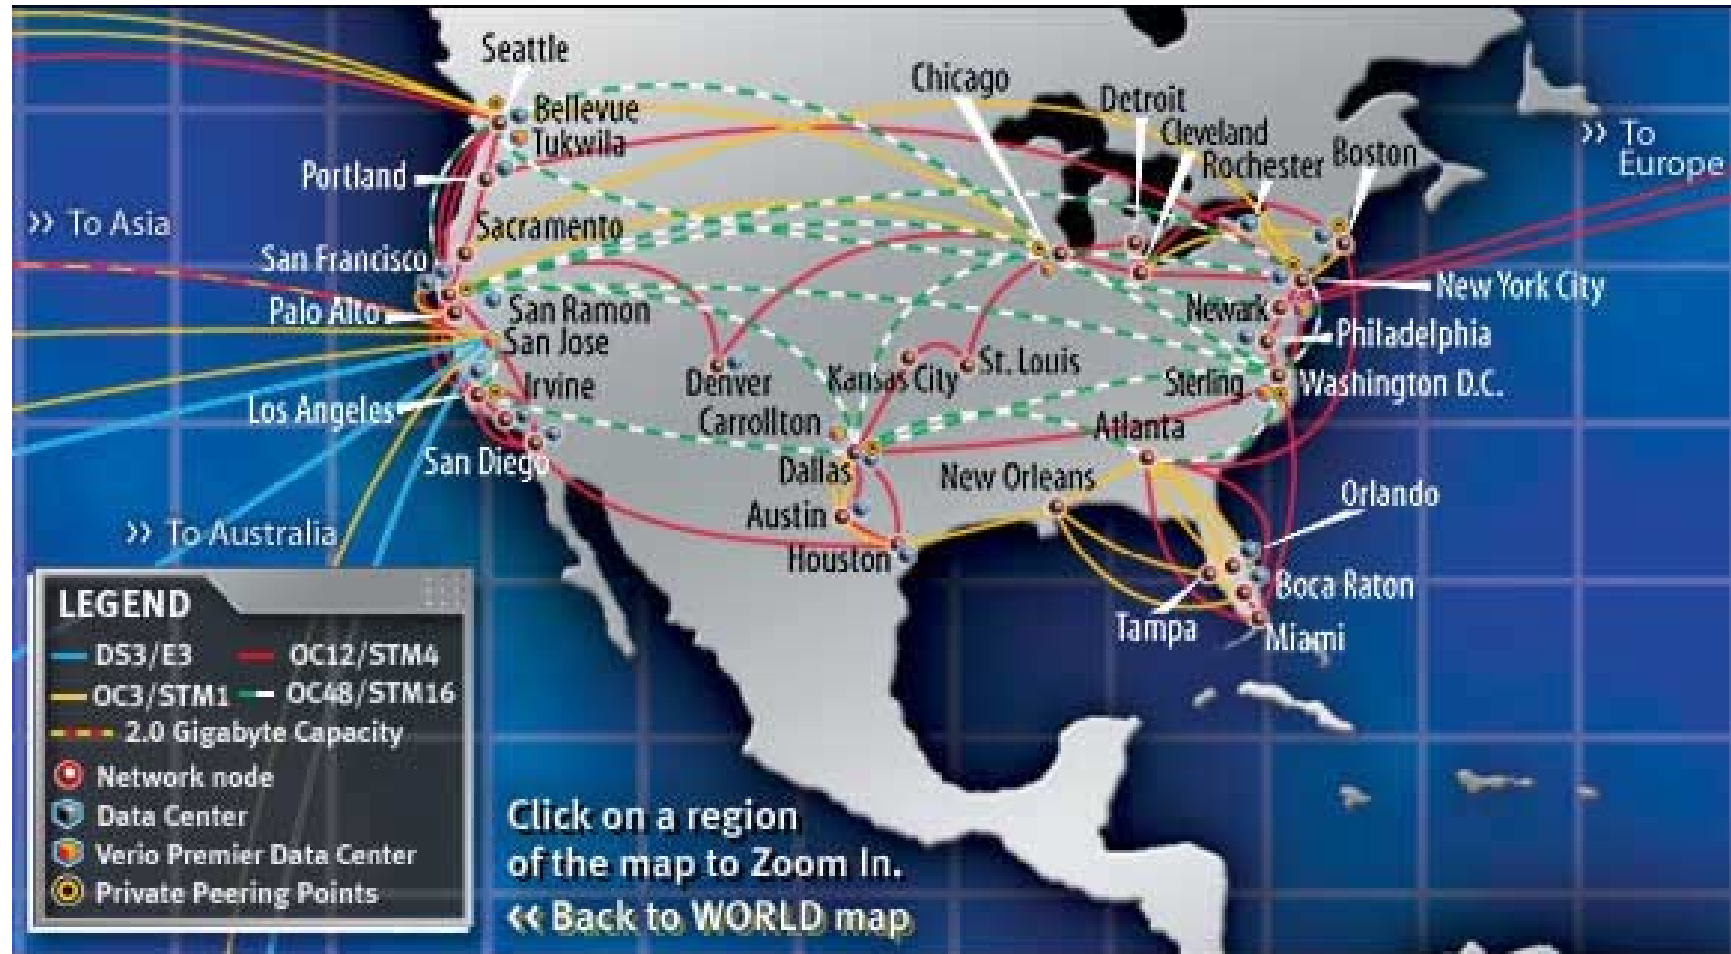 Seattle
Chicago
Bellevue
Detroit
Tukwila
Cleveland
>> To
Europe
Rochester
Boston
Portland
>> To Asia
Sacramento
San Francisco
New York City
San Ramon
Palo Alto
Newark
San Jose
Philadelphia
St. Louis
Denver
Kansas City
Irvine
Sterling
Washington D.C.
Los Angeles
Carrollton
Atlanta
San Diego
Dallas
New Orleans
Orlando
Austin
>> To Australia
Houston
Boca Raton
Tampa
Miami
LEGEND
DS3/E3
OC12/STM4
OC3/STM1
OC48/STM16
2.0 Gigabyte Capacity
Network node
Data Center
Verio Premier Data Center
Private Peering Points
Click on a region
of the map to Zoom In.
<< Back to WORLD map